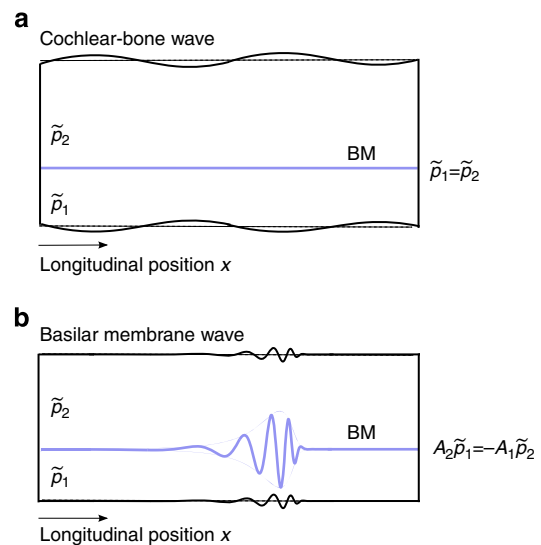 a
Cochlear-bone wave
p̃₂
BM
p̃₁=p̃₂
p̃₁
Longitudinal position x
b
Basilar membrane wave
p̃₂
BM
A₂p̃₁=–A₁p̃₂
p̃₁
Longitudinal position x